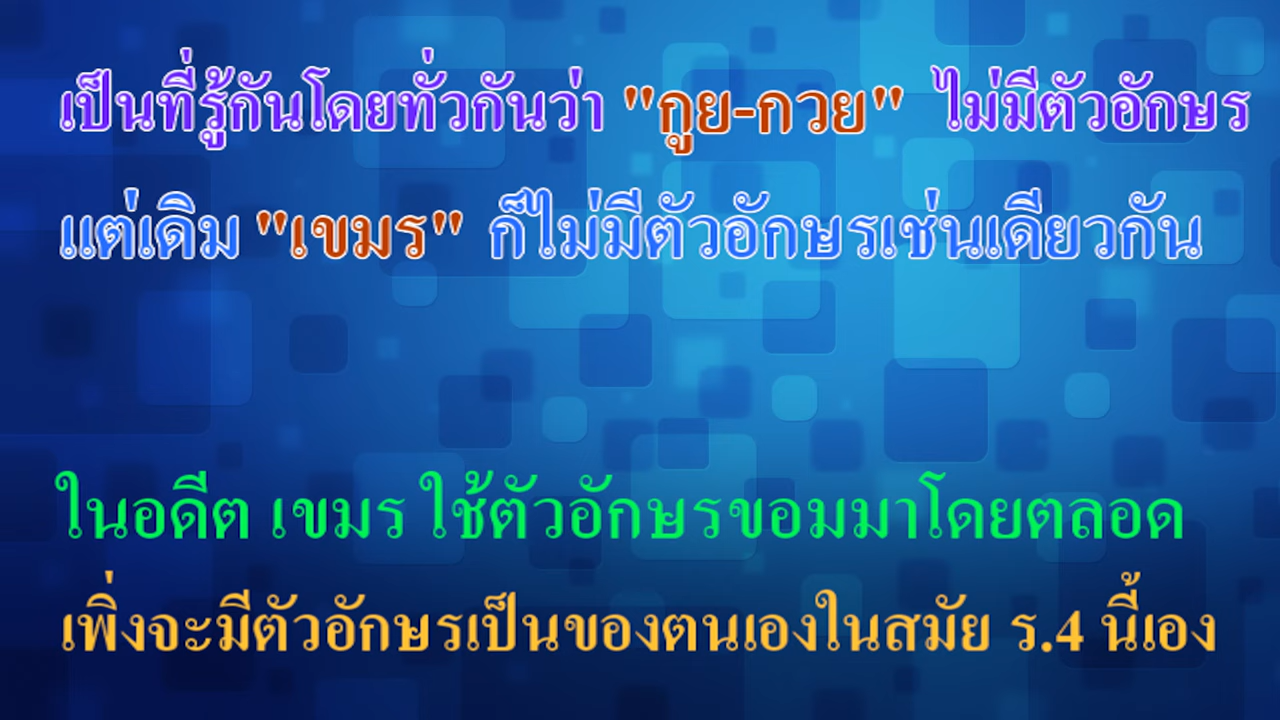 เป็นที่รู้กันโดยทั่วกันว่า "กูย-กวย" ไม่มีตัวอักษร
แต่เดิม "เขมร" ก็ไม่มีตัวอักษรเช่นเดียวกัน
ในอดีต เขมร ใช้ตัวอักษรขอมมาโดยตลอด
เพิ่งจะมีตัวอักษรเป็นของตนเองในสมัย ร.4 นี้เอง